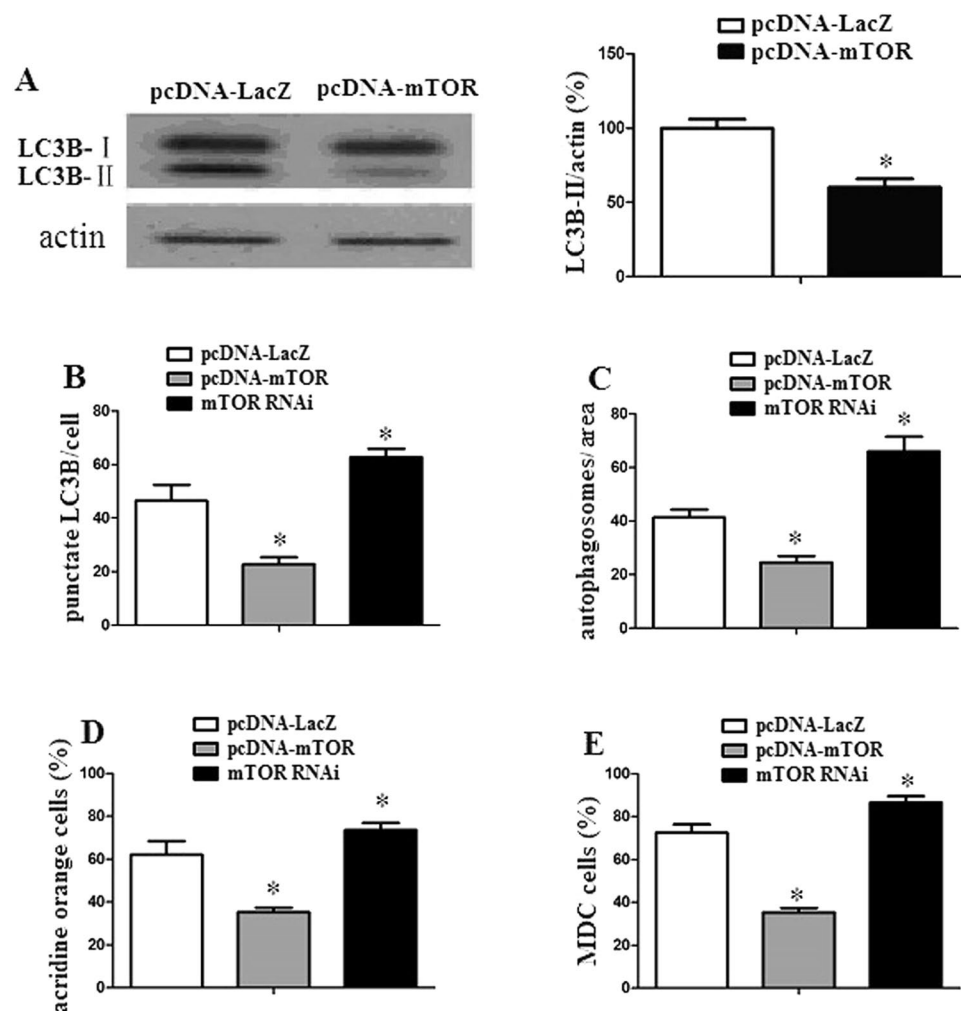 A
pcDNA-LacZ pcDNA-mTOR
LC3B-Ⅰ
LC3B-Ⅱ
actin
pcDNA-LacZ
pcDNA-mTOR
LC3B-II/actin (%)
150
100
50
0
*
B
pcDNA-LacZ
pcDNA-mTOR
mTOR RNAi
punctate LC3B/cell
80
60
40
20
0
*
*
C
pcDNA-LacZ
pcDNA-mTOR
mTOR RNAi
autophagosomes/area
80
60
40
20
0
*
*
D
pcDNA-LacZ
pcDNA-mTOR
mTOR RNAi
acridine orange cells (%)
100
80
60
40
20
0
*
*
E
pcDNA-LacZ
pcDNA-mTOR
mTOR RNAi
MDC cells (%)
100
80
60
40
20
0
*
*